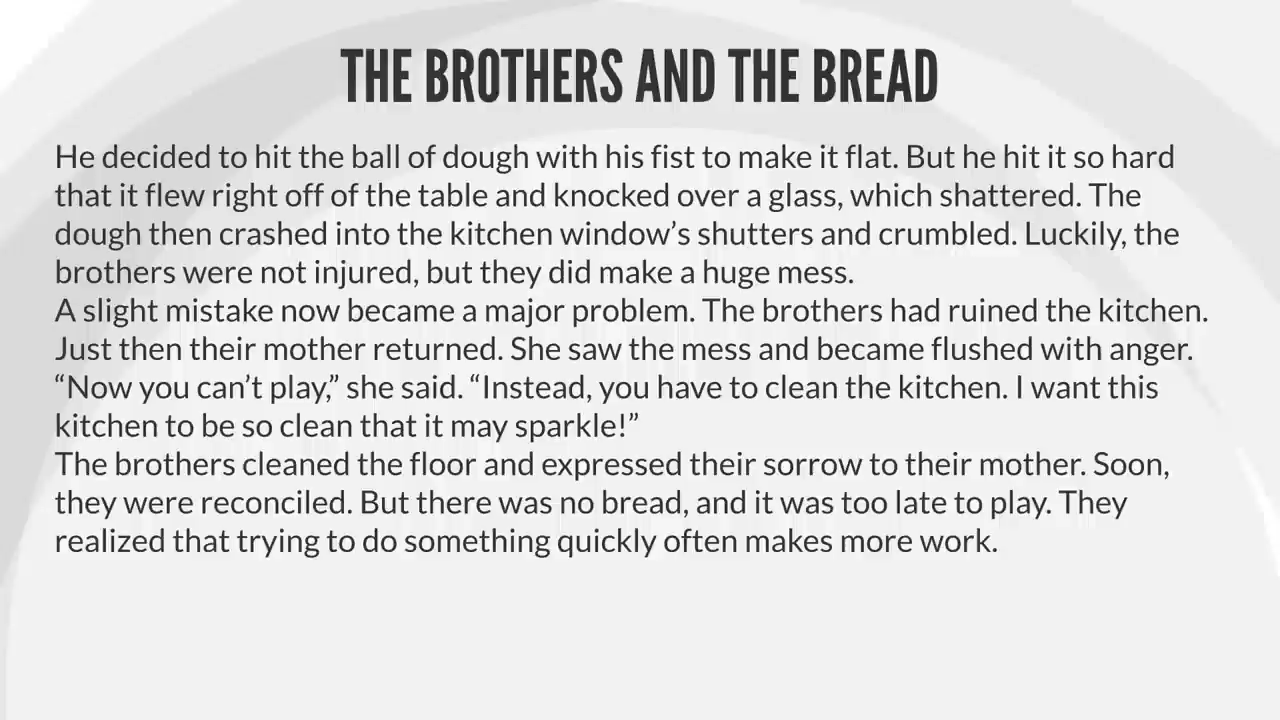 THE BROTHERS AND THE BREAD
He decided to hit the ball of dough with his fist to make it flat. But he hit it so hard
that it flew right off of the table and knocked over a glass, which shattered. The
dough then crashed into the kitchen window’s shutters and crumbled. Luckily, the
brothers were not injured, but they did make a huge mess.
A slight mistake now became a major problem. The brothers had ruined the kitchen.
Just then their mother returned. She saw the mess and became flushed with anger.
“Now you can’t play,” she said. “Instead, you have to clean the kitchen. I want this
kitchen to be so clean that it may sparkle!”
The brothers cleaned the floor and expressed their sorrow to their mother. Soon,
they were reconciled. But there was no bread, and it was too late to play. They
realized that trying to do something quickly often makes more work.